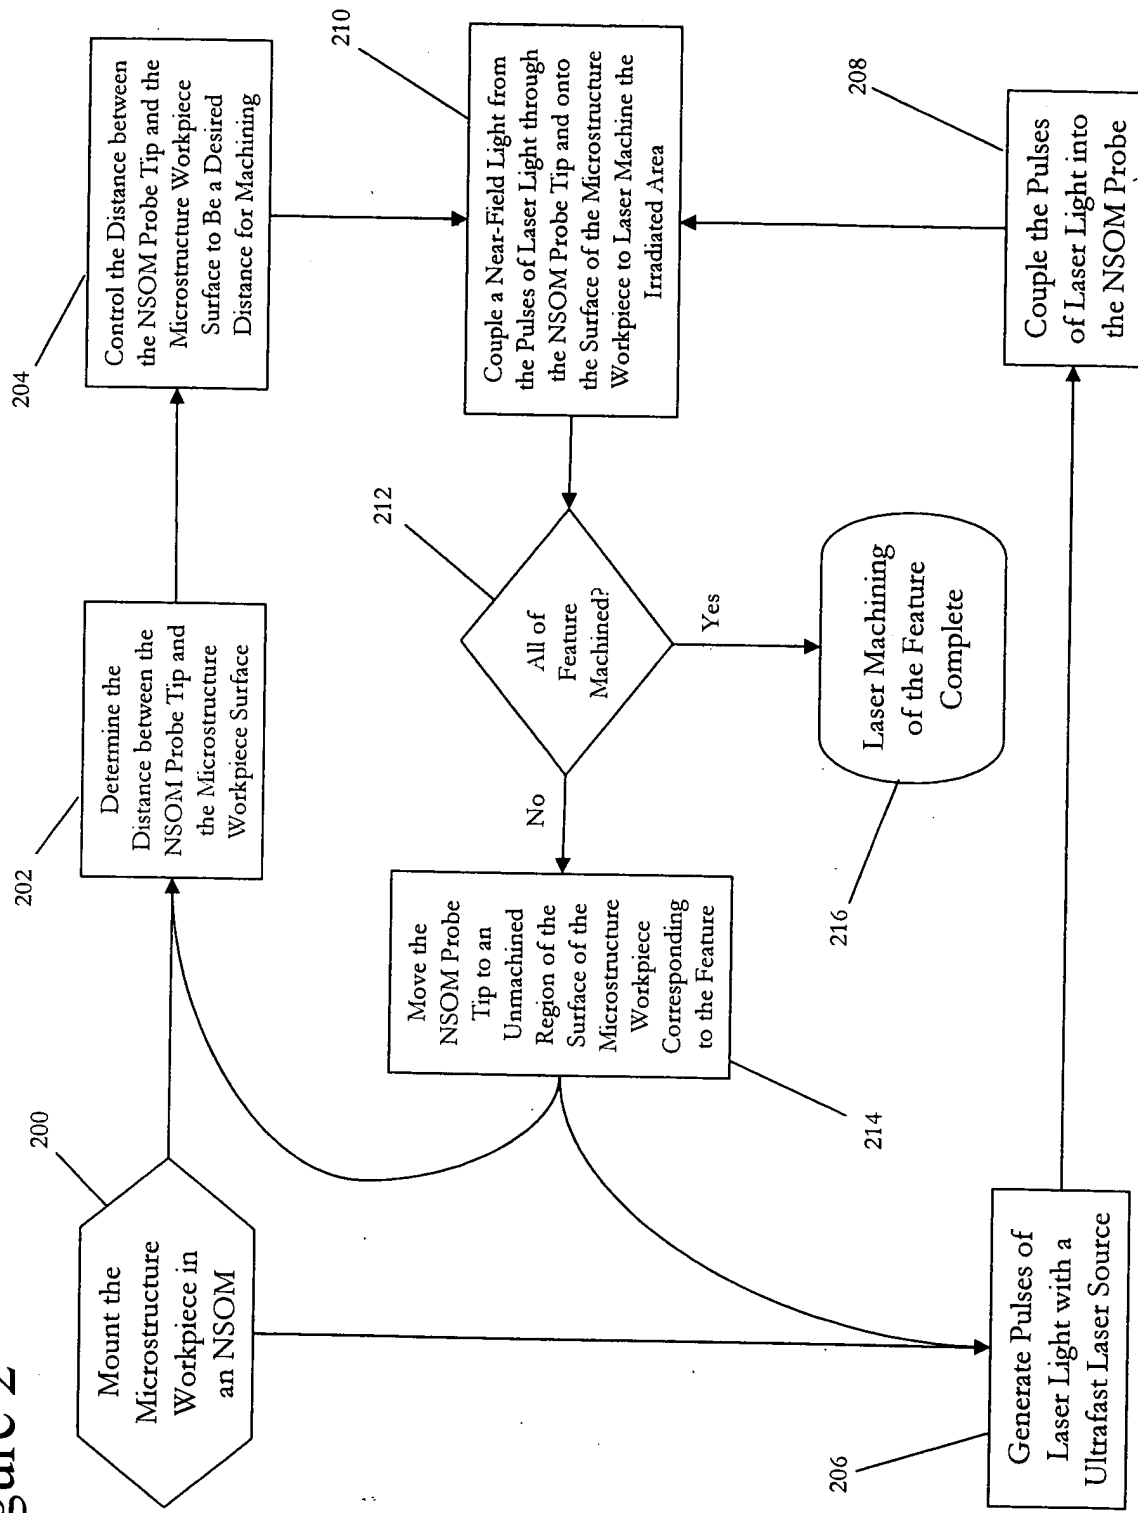 200
Mount the
Microstructure
Workpiece in
an NSOM
202
Determine the
Distance between the
NSOM Probe Tip and
the Microstructure
Workpiece Surface
204
Control the Distance between
the NSOM Probe Tip and the
Microstructure Workpiece
Surface to Be a Desired
Distance for Machining
214
Move the
NSOM Probe
Tip to an
Unmachined
Region of the
Surface of the
Microstructure
Workpiece
Corresponding
to the Feature
No
212
All of
Feature
Machined?
Yes
210
Couple a Near-Field Light from
the Pulses of Laser Light through
the NSOM Probe Tip and onto
the Surface of the Microstructure
Workpiece to Laser Machine the
Irradiated Area
216
Laser Machining
of the Feature
Complete
206
Generate Pulses of
Laser Light with a
Ultrafast Laser Source
208
Couple the Pulses
of Laser Light into
the NSOM Probe